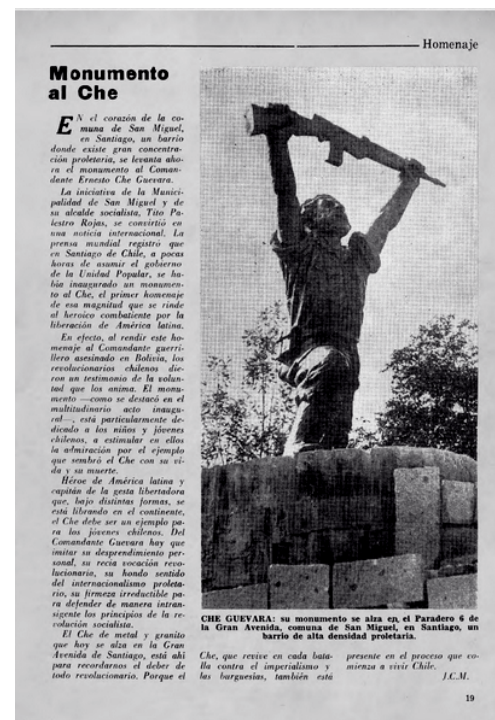 Homenaje
Monumento
al Che
EN el corazón de la co-
muna de San Miguel,
en Santiago, un barrio
donde existe gran concentra-
ción proletaria, se levanta aho-
ra el monumento al Coman-
dante Ernesto Che Guevara.
La iniciativa de la Munici-
palidad de San Miguel y de
su alcalde socialista, Tito Pa-
lestro Rojas, se convirtió en
una noticia internacional. La
prensa mundial registró que
en Santiago de Chile, a pocas
horas de asumir el gobierno
de la Unidad Popular, se ha-
bía inaugurado un monumen-
to al Che, el primer homenaje
de esa magnitud que se rinde
al heroico combatiente por la
liberación de América latina.
En efecto, al rendir este ho-
menaje al Comandante guerri-
llero asesinado en Bolivia, los
revolucionarios chilenos die-
ron un testimonio de la volun-
tad que los anima. El monu-
mento —como se destacó en el
multitudinario acto inaugu-
ral—, está particularmente de-
dicado a los niños y jóvenes
chilenos, a estimular en ellos
la admiración por el ejemplo
que sembró el Che con su vi-
da y su muerte.
Héroe de América latina y
capitán de la gesta libertadora
que, bajo distintas formas, se
está librando en el continente,
el Che debe ser un ejemplo pa-
ra los jóvenes chilenos. Del
Comandante Guevara hay que
imitar su desprendimiento per-
sonal, su recia vocación revo-
lucionaria, su hondo sentido
del internacionalismo proleta-
rio, su firmeza irreductible pa-
ra defender de manera intran-
sigente los principios de la re-
volución socialista.
El Che de metal y granito
que hoy se alza en la Gran
Avenida de Santiago, está ahí
para recordarnos el deber de
todo revolucionario. Porque el
CHE GUEVARA: su monumento se alza en el Paradero 6 de
la Gran Avenida, comuna de San Miguel, en Santiago, un
barrio de alta densidad proletaria.
Che, que revive en cada bata-
lla contra el imperialismo y
las burguesías, también está
presente en el proceso que co-
mienza a vivir Chile.
J.C.M.
19